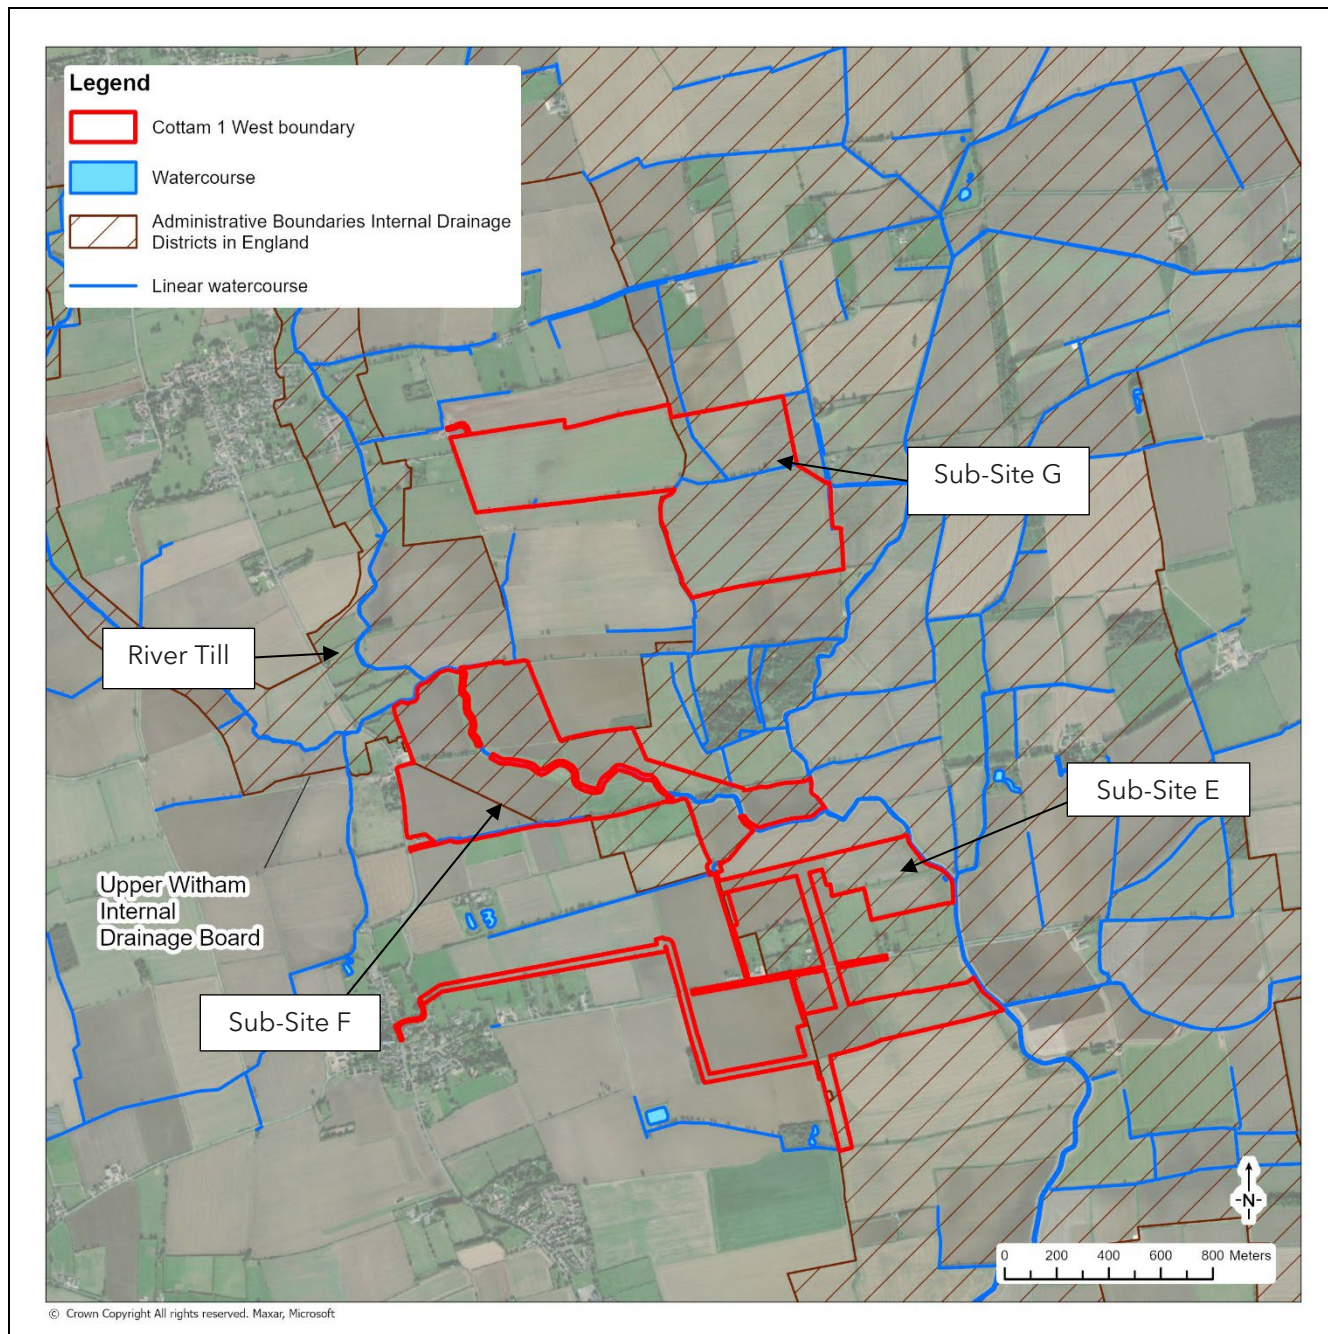 Legend
Cottam 1 West boundary
Watercourse
Administrative Boundaries Internal Drainage
Districts in England
Linear watercourse
Sub-Site G
River Till
Sub-Site E
Upper Witham
Internal
Drainage Board
Sub-Site F
-N-
0 200 400 600 800 Meters
© Crown Copyright All rights reserved. Maxar, Microsoft